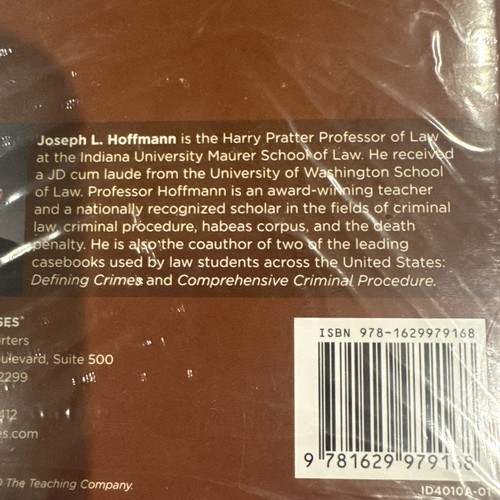 Joseph L. Hoffmann is the Harry Pratter Professor of Law
at the Indiana University Maurer School of Law. He received
a JD cum laude from the University of Washington School
of Law. Professor Hoffmann is an award-winning teacher
and a nationally recognized scholar in the fields of criminal
law, criminal procedure, habeas corpus, and the death
penalty. He is also the coauthor of two of the leading
casebooks used by law students across the United States:
Defining Crimes and Comprehensive Criminal Procedure.
SES®
rters
ulevard, Suite 500
2299
412
es.com
The Teaching Company.
ISBN 978-1629979168
9 781629 979168
ID4010A-01